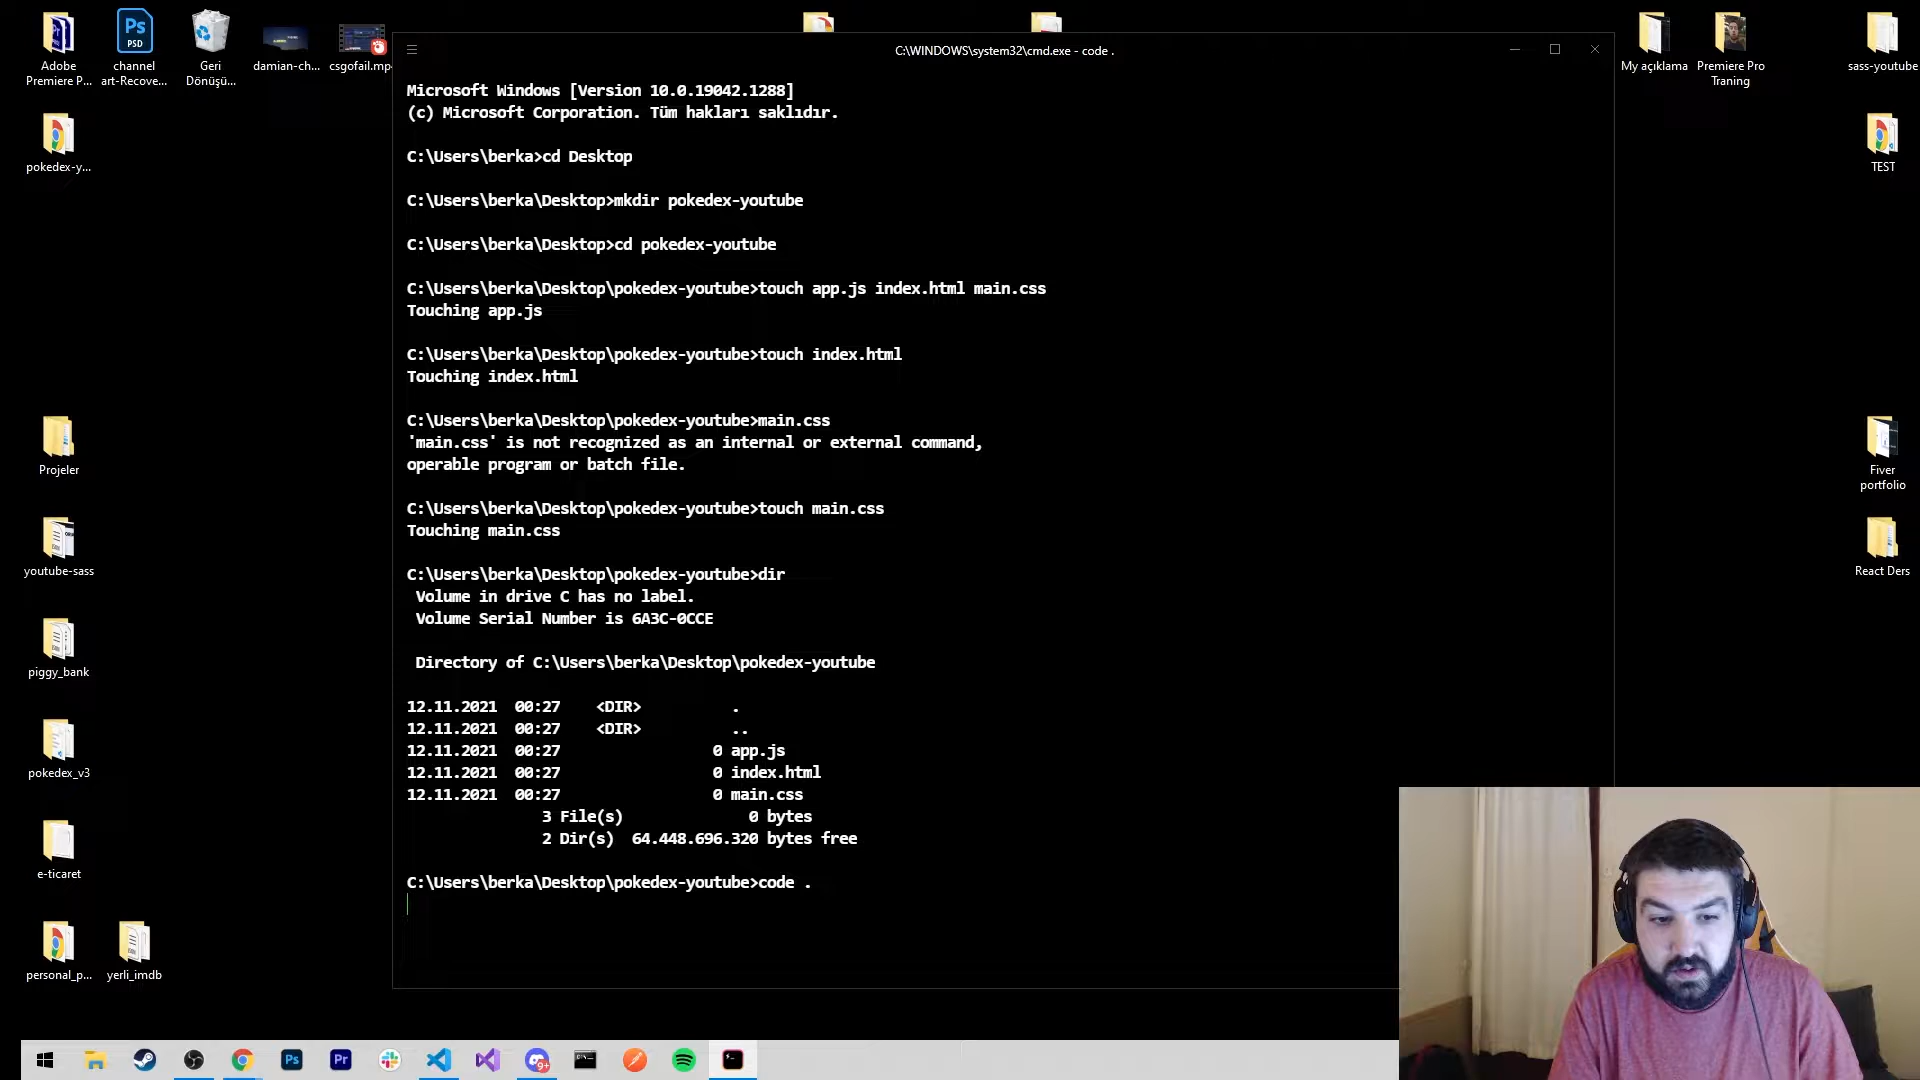 Adobe
Premiere P...
channel
art-Recove...
Geri
Dönüşü...
damian-ch...
csgofail.mp
PSD
Ps
pokedex-y...
Projeler
youtube-sass
piggy_bank
pokedex_v3
e-ticaret
personal_p...
yerli_imdb
C:\WINDOWS\system32\cmd.exe - code .
Microsoft Windows [Version 10.0.19042.1288]
(c) Microsoft Corporation. Tüm hakları saklıdır.
C:\Users\berka>cd Desktop
C:\Users\berka\Desktop>mkdir pokedex-youtube
C:\Users\berka\Desktop>cd pokedex-youtube
C:\Users\berka\Desktop\pokedex-youtube>touch app.js index.html main.css
Touching app.js
C:\Users\berka\Desktop\pokedex-youtube>touch index.html
Touching index.html
C:\Users\berka\Desktop\pokedex-youtube>main.css
'main.css' is not recognized as an internal or external command,
operable program or batch file.
C:\Users\berka\Desktop\pokedex-youtube>touch main.css
Touching main.css
C:\Users\berka\Desktop\pokedex-youtube>dir
Volume in drive C has no label.
Volume Serial Number is 6A3C-0CCE
Directory of C:\Users\berka\Desktop\pokedex-youtube
12.11.2021  00:27    <DIR>          .
12.11.2021  00:27    <DIR>          ..
12.11.2021  00:27                 0 app.js
12.11.2021  00:27                 0 index.html
12.11.2021  00:27                 0 main.css
3 File(s)              0 bytes
2 Dir(s)  64.448.696.320 bytes free
C:\Users\berka\Desktop\pokedex-youtube>code .
My açıklama
Premiere Pro
Traning
sass-youtube
TEST
Fiver
portfolio
React Ders
Ps
Pr
9+